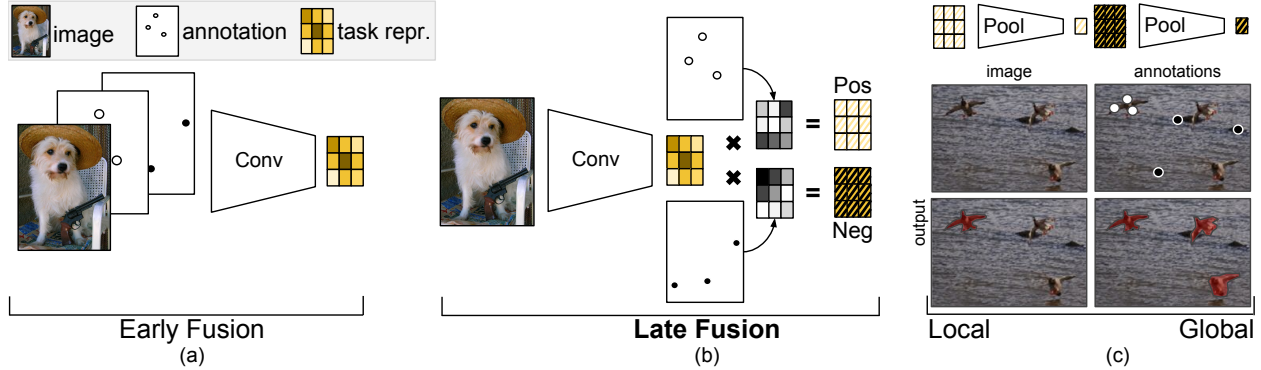 image annotation task repr.
Conv
Early Fusion
(a)
Conv
Pos
=
=
Neg
Late Fusion
(b)
Pool Pool
image annotations
output
Local Global
(c)